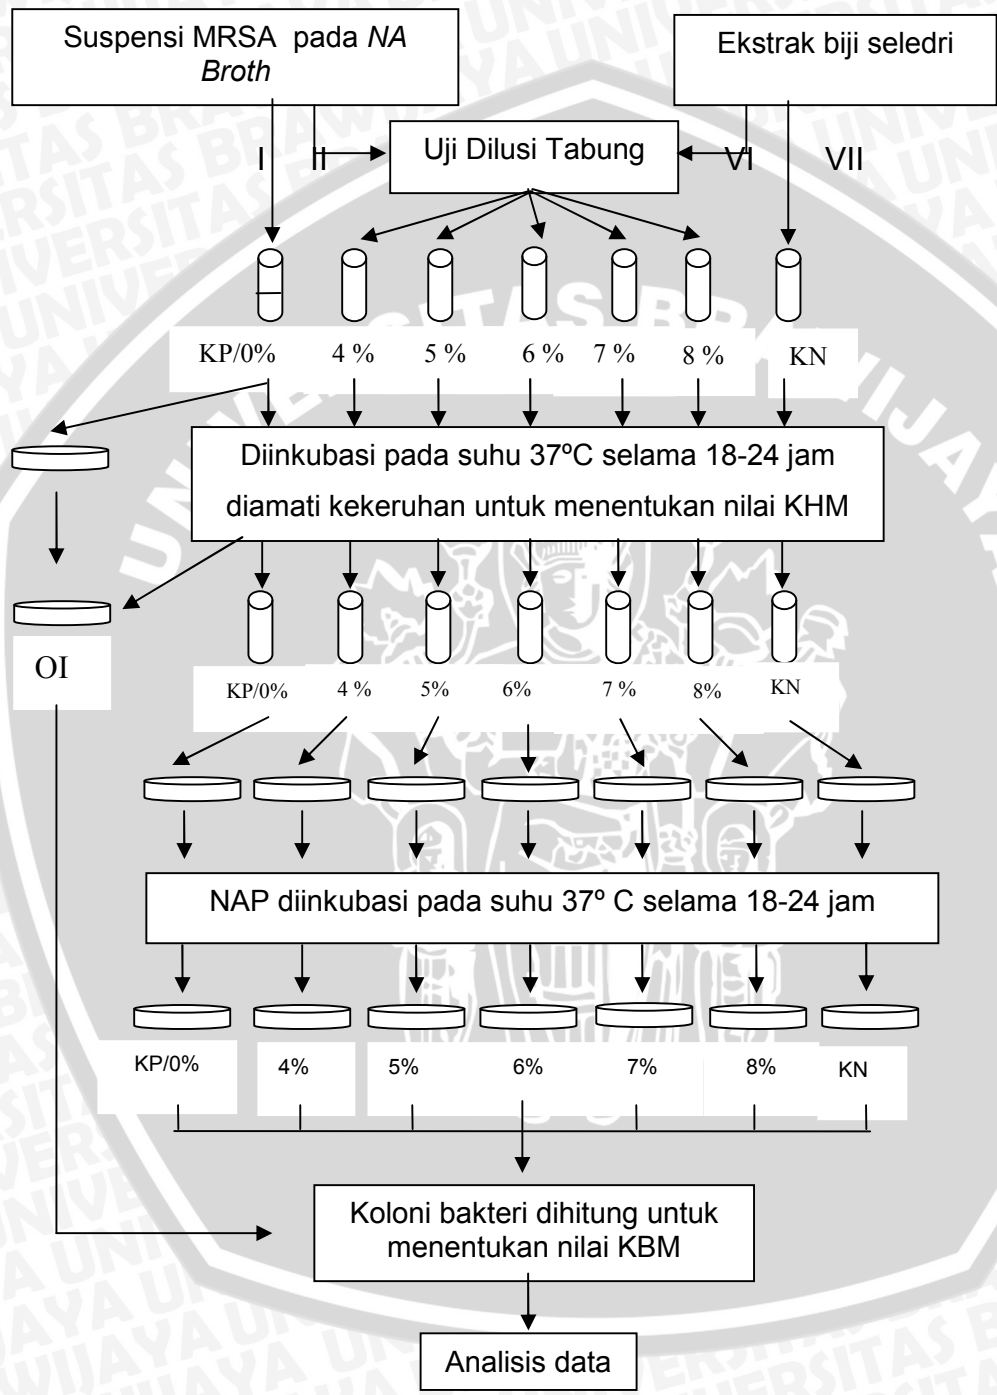 Suspensi MRSA pada NA
Broth
Ekstrak biji seledri
Uji Dilusi Tabung
I II VI VII
KP/0% 4 % 5 % 6 % 7 % 8 % KN
Diinkubasi pada suhu 37ºC selama 18-24 jam
diamati kekeruhan untuk menentukan nilai KHM
OI
KP/0% 4 % 5% 6% 7 % 8% KN
NAP diinkubasi pada suhu 37º C selama 18-24 jam
KP/0% 4% 5% 6% 7% 8% KN
Koloni bakteri dihitung untuk
menentukan nilai KBM
Analisis data
UNIVERSITAS BRAWIJAYA